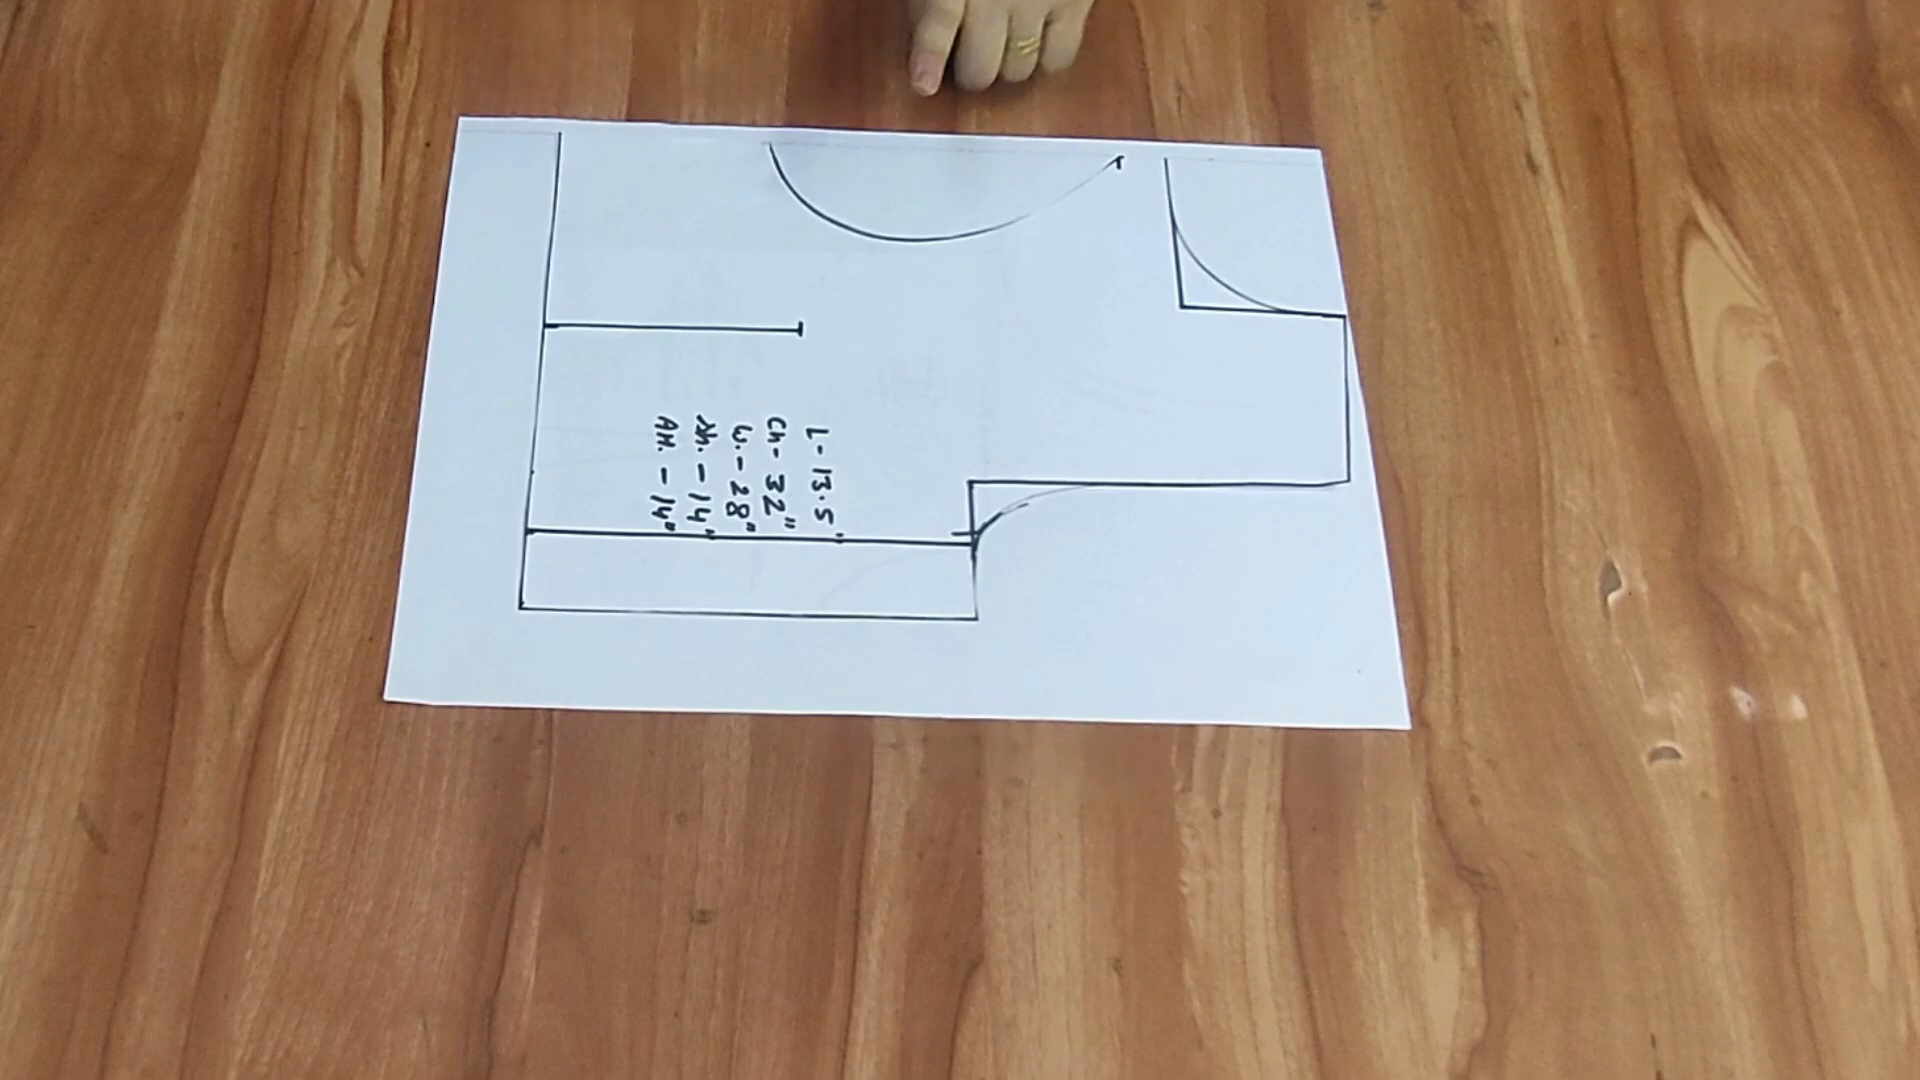 L - 13.5"
Ch - 32"
W. - 28"
Sh. - 14"
AH. - 14"